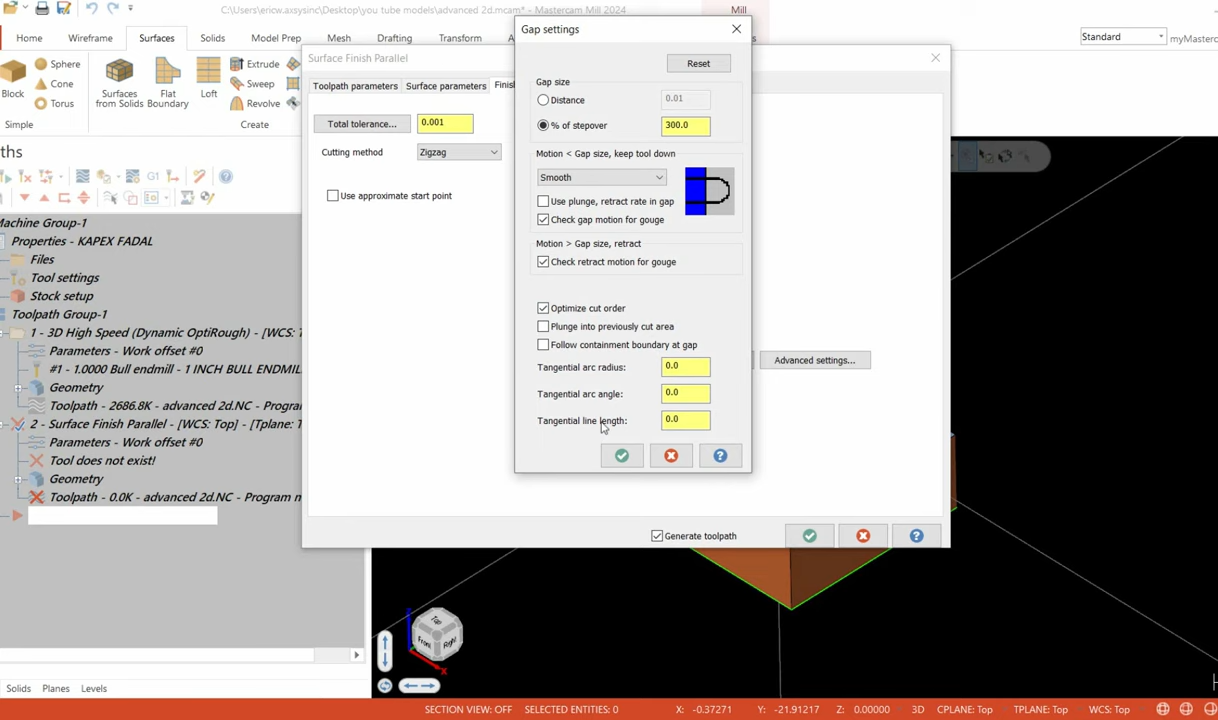 C:\Users\ericw.axsysinc\Desktop\you tube models\advanced 2d.mcam* - Mastercam Mill 2024
Mill
Home
Wireframe
Surfaces
Solids
Model Prep
Mesh
Drafting
Transform
Standard
myMasterc
Block
Sphere
Cone
Torus
Simple
Surfaces
from Solids
Flat
Boundary
Loft
Extrude
Sweep
Revolve
Create
Surface Finish Parallel
Toolpath parameters
Surface parameters
Finish
Total tolerance...
0.001
Cutting method
Zigzag
Use approximate start point
Advanced settings...
Generate toolpath
Gap settings
Reset
Gap size
Distance
0.01
% of stepover
300.0
Motion < Gap size, keep tool down
Smooth
Use plunge, retract rate in gap
Check gap motion for gouge
Motion > Gap size, retract
Check retract motion for gouge
Optimize cut order
Plunge into previously cut area
Follow containment boundary at gap
Tangential arc radius:
0.0
Tangential arc angle:
0.0
Tangential line length:
0.0
ths
G1
Machine Group-1
Properties - KAPEX FADAL
Files
Tool settings
Stock setup
Toolpath Group-1
1 - 3D High Speed (Dynamic OptiRough) - [WCS: T
Parameters - Work offset #0
#1 - 1.0000 Bull endmill - 1 INCH BULL ENDMIL
Geometry
Toolpath - 2686.8K - advanced 2d.NC - Progra
2 - Surface Finish Parallel - [WCS: Top] - [Tplane: T
Parameters - Work offset #0
Tool does not exist!
Geometry
Toolpath - 0.0K - advanced 2d.NC - Program n
Top
Front
Right
X
Solids
Planes
Levels
SECTION VIEW: OFF
SELECTED ENTITIES: 0
X: -0.37271
Y: -21.91217
Z: 0.00000
3D
CPLANE: Top
TPLANE: Top
WCS: Top